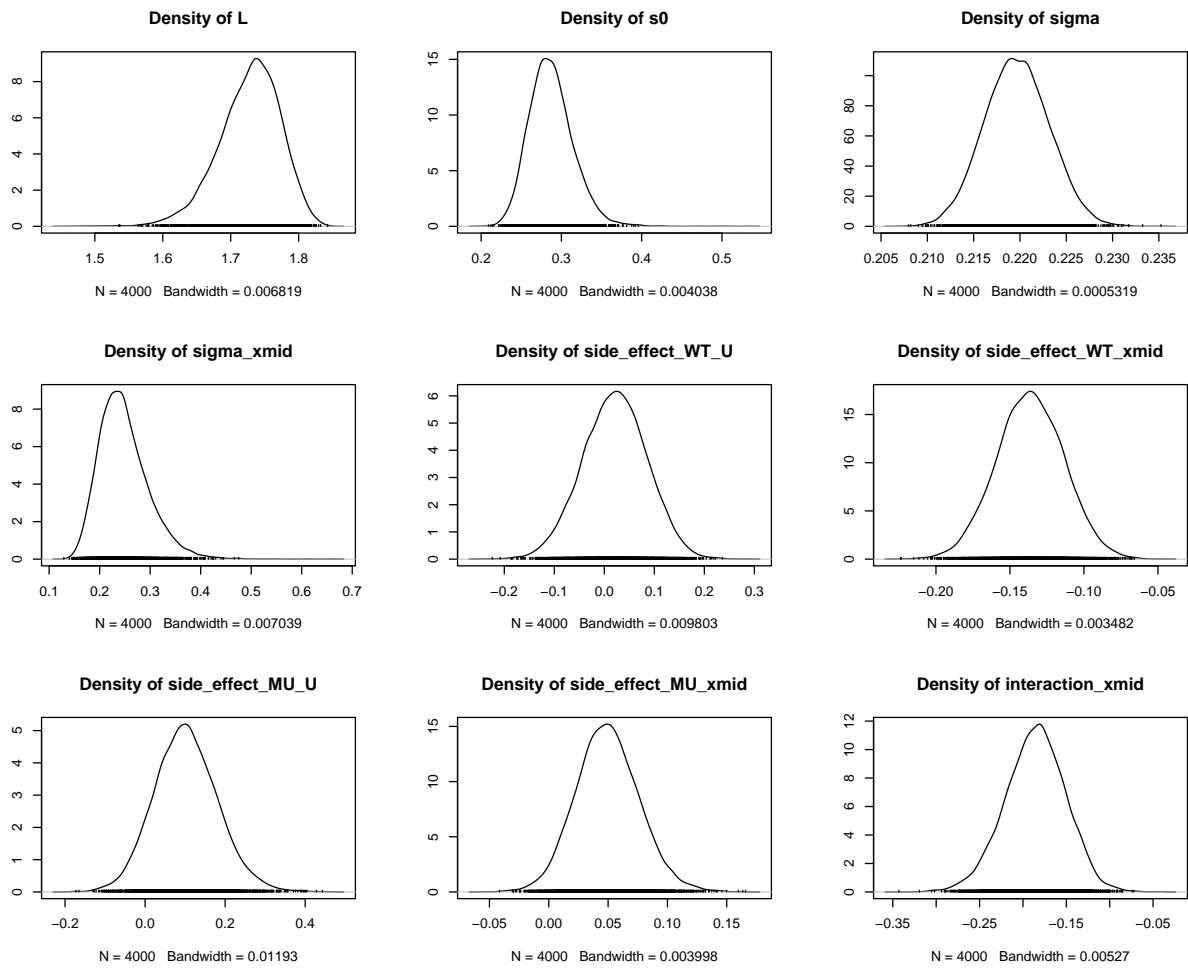 Density of L
8
6
4
2
0
1.5 1.6 1.7 1.8
N = 4000 Bandwidth = 0.006819
Density of s0
15
10
5
0
0.2 0.3 0.4 0.5
N = 4000 Bandwidth = 0.004038
Density of sigma
80
60
40
20
0
0.205 0.210 0.215 0.220 0.225 0.230 0.235
N = 4000 Bandwidth = 0.0005319
Density of sigma_xmid
8
6
4
2
0
0.1 0.2 0.3 0.4 0.5 0.6 0.7
N = 4000 Bandwidth = 0.007039
Density of side_effect_WT_U
6
5
4
3
2
1
0
−0.2 −0.1 0.0 0.1 0.2 0.3
N = 4000 Bandwidth = 0.009803
Density of side_effect_WT_xmid
15
10
5
0
−0.20 −0.15 −0.10 −0.05
N = 4000 Bandwidth = 0.003482
Density of side_effect_MU_U
5
4
3
2
1
0
−0.2 0.0 0.2 0.4
N = 4000 Bandwidth = 0.01193
Density of side_effect_MU_xmid
15
10
5
0
−0.05 0.00 0.05 0.10 0.15
N = 4000 Bandwidth = 0.003998
Density of interaction_xmid
12
10
8
6
4
2
0
−0.35 −0.25 −0.15 −0.05
N = 4000 Bandwidth = 0.00527